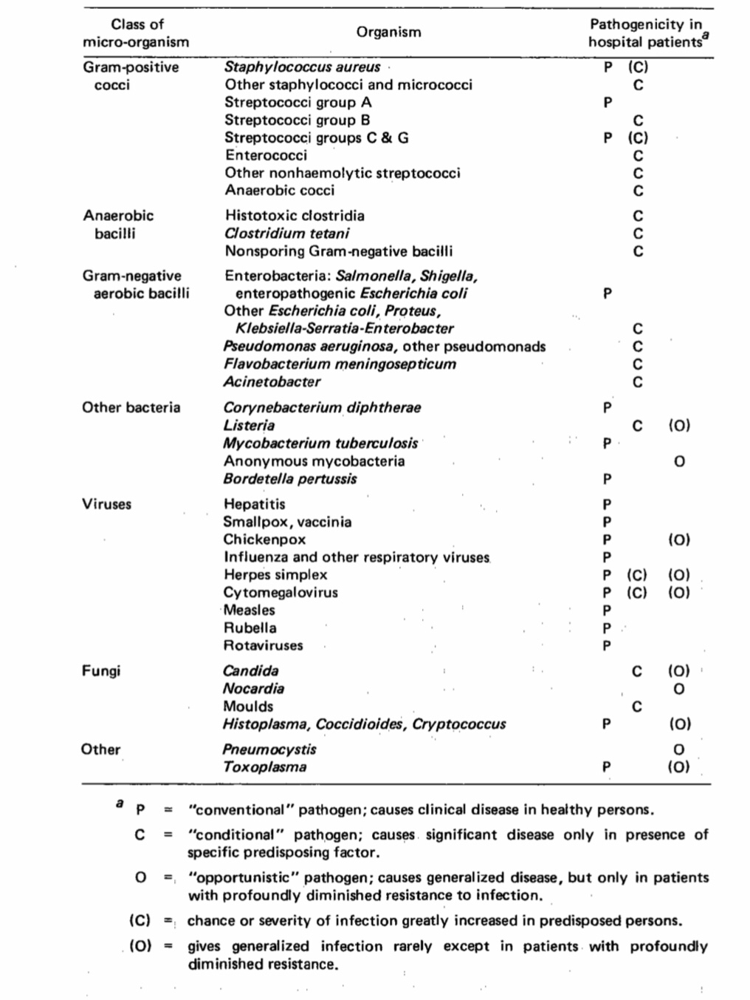 Class of micro-organism Organism Pathogenicity in hospital patents a
Gram-positive cocci Staphylococcus aureus P (C)
Other staphylococci and micrococci C
Streptococci group A P
Streptococci group B C
Streptococci groups C & G P (C)
Enterococci C
Other nonhaemolytic streptococci C
Anaerobic cocci C
Anaerobic Histotoxic clostridia C
bacilli Clostridium tetani C
Nonsporing Gram-negative bacilli C
Gram-negative Enterobacteria: Salmonella, Shigella,
aerobic bacilli enteropathogenic Escherichia coli P
Other Escherichia coli, Proteus,
Klebsiella-Serratia-Enterobacter C
Pseudomonas aeruginosa, other pseudomonads C
Flavobacterium meningosepticum C
Acinetobacter C
Other bacteria Corynebacterium diphtherae P
Listeria C (O)
Mycobacterium tuberculosis P
Anonymous mycobacteria O
Bordetella pertussis P
Viruses Hepatitis P
Smallpox, vaccinia P
Chickenpox P (O)
Influenza and other respiratory viruses P
Herpes simplex P (C) (O)
Cytomegalovirus P (C) (O)
Measles P
Rubella P
Rotaviruses P
Fungi Candida C (O)
Nocardia O
Moulds C
Histoplasma, Coccidioides, Cryptococcus P (O)
Other Pneumocystis O
Toxoplasma P (O)
a P = "conventional" pathogen; causes clinical disease in healthy persons.
C = "conditional" pathogen; causes significant disease only in presence of
specific predisposing factor.
O = "opportunistic" pathogen; causes generalized disease, but only in patients
with profoundly diminished resistance to infection.
(C) = chance or severity of infection greatly increased in predisposed persons.
(O) = gives generalized infection rarely except in patients with profoundly
diminished resistance.